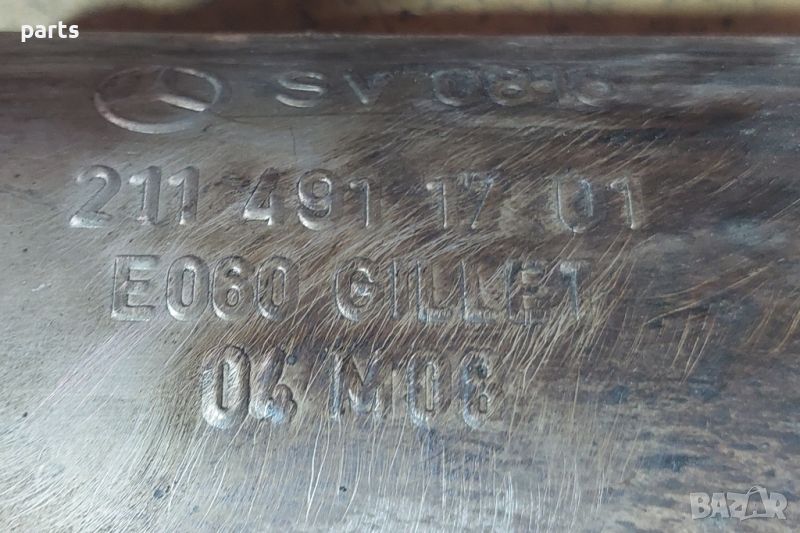 parts
SV
211 491 17 01
E060 GILLET
04 M06
BAZAR